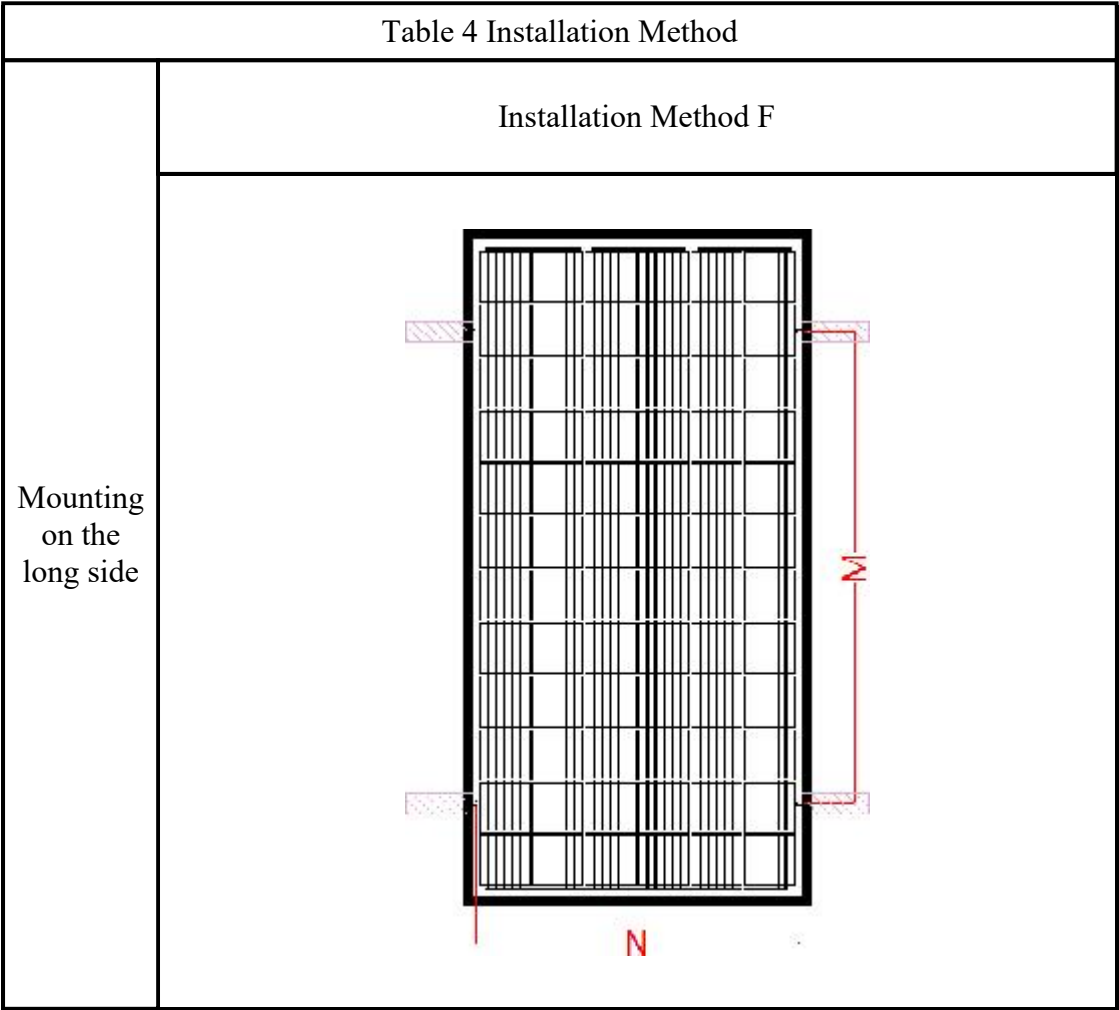 Table 4 Installation Method
Installation Method F
Mounting
on the
long side
M
N